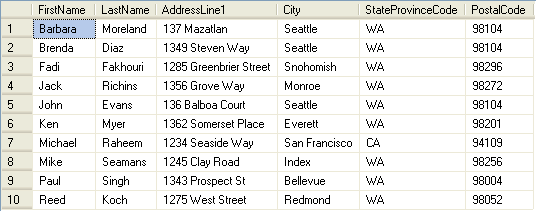 FirstName LastName AddressLine1 City StateProvinceCode PostalCode
1 Barbara Moreland 137 Mazatlan Seattle WA 98104
2 Brenda Diaz 1349 Steven Way Seattle WA 98104
3 Fadi Fakhouri 1285 Greenbrier Street Snohomish WA 98296
4 Jack Richins 1356 Grove Way Monroe WA 98272
5 John Evans 136 Balboa Court Seattle WA 98104
6 Ken Myer 1362 Somerset Place Everett WA 98201
7 Michael Raheem 1234 Seaside Way San Francisco CA 94109
8 Mike Seamans 1245 Clay Road Index WA 98256
9 Paul Singh 1343 Prospect St Bellevue WA 98004
10 Reed Koch 1275 West Street Redmond WA 98052